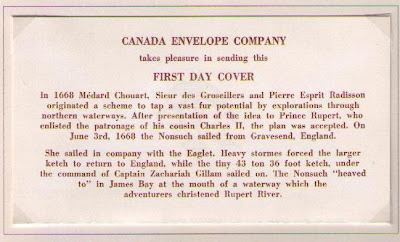 CANADA ENVELOPE COMPANY
takes pleasure in sending this
FIRST DAY COVER
In 1668 Médard Chouart, Sieur des Groseillers and Pierre Esprit Radisson
originated a scheme to tap a vast fur potential by explorations through
northern waterways. After presentation of the idea to Prince Rupert, who
enlisted the patronage of his cousin Charles II, the plan was accepted. On
June 3rd, 1668 the Nonsuch sailed from Gravesend, England.
She sailed in company with the Eaglet. Heavy stormes forced the larger
ketch to return to England, while the tiny 43 ton 36 foot ketch, under
the command of Captain Zachariah Gillam sailed on. The Nonsuch "heaved
to" in James Bay at the mouth of a waterway which the
adventurers christened Rupert River.